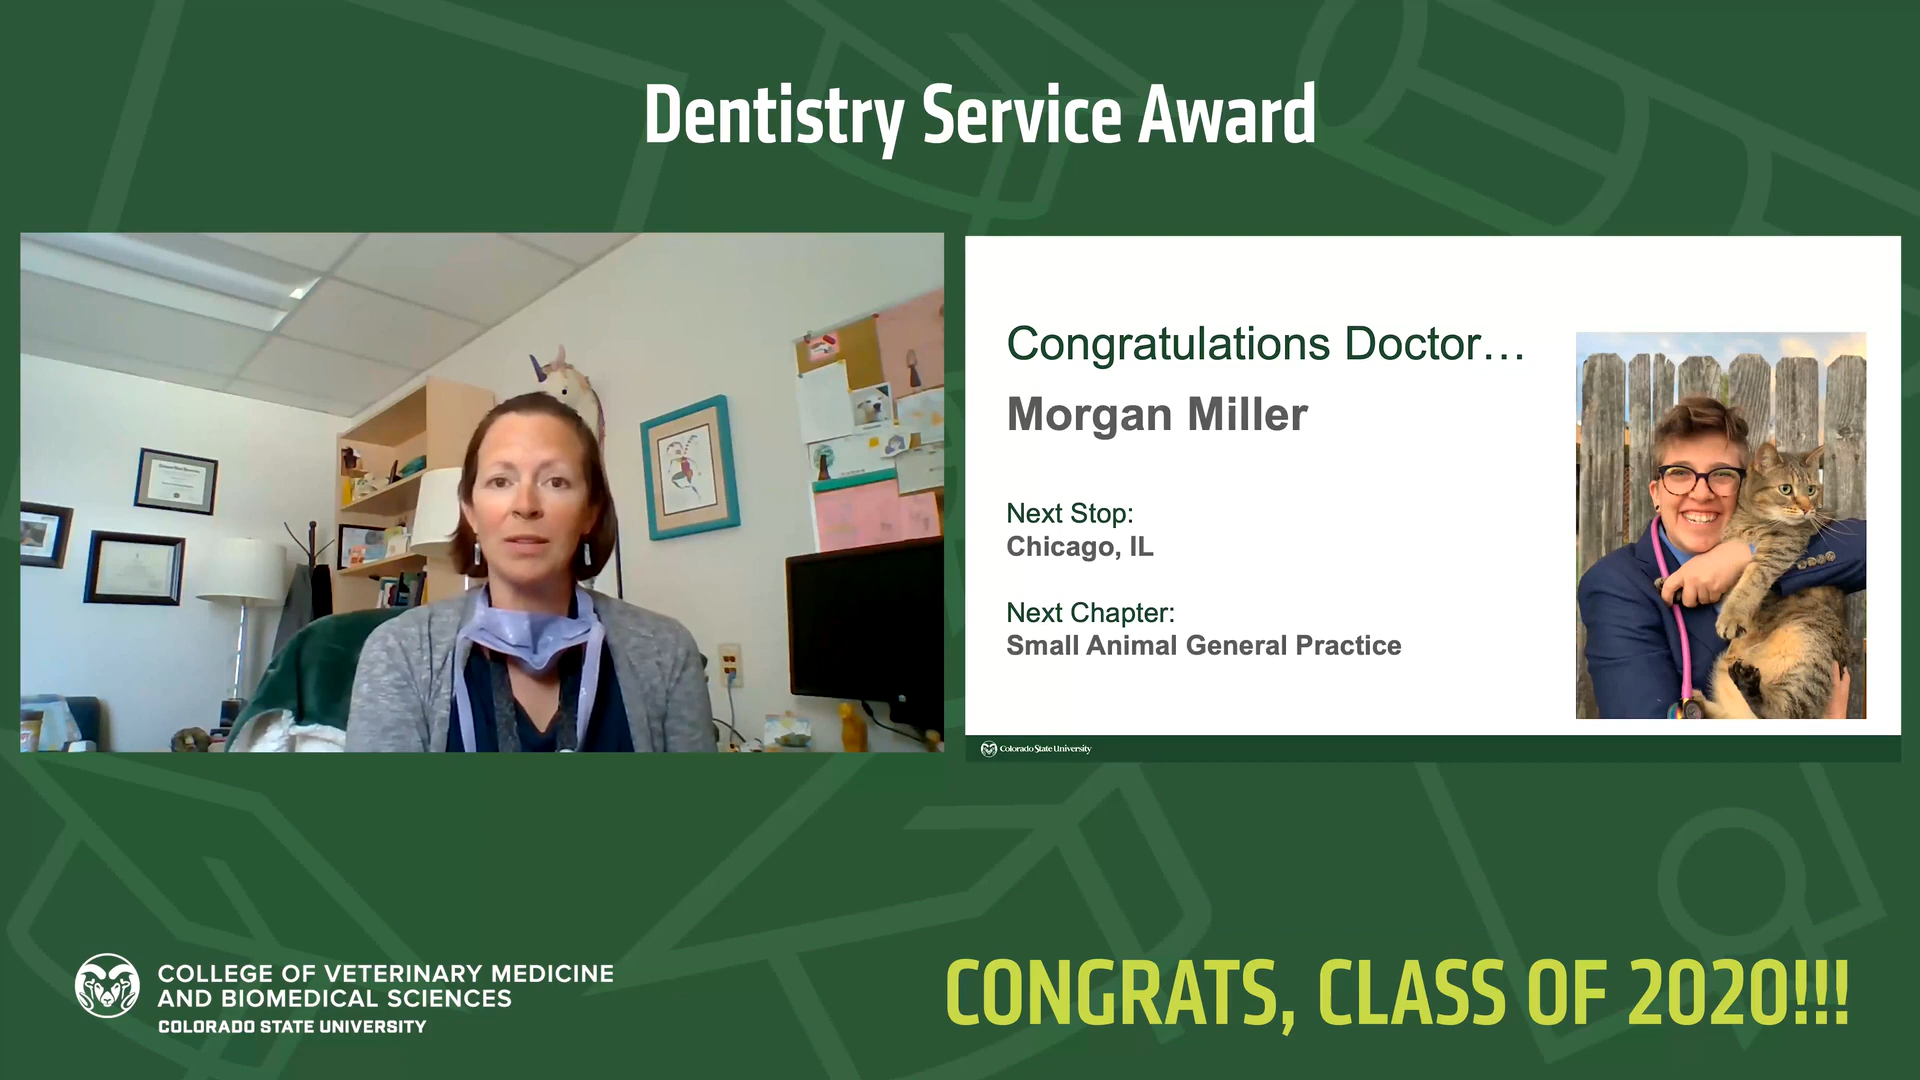 Dentistry Service Award
Congratulations Doctor…
Morgan Miller
Next Stop:
Chicago, IL
Next Chapter:
Small Animal General Practice
Colorado State University
COLLEGE OF VETERINARY MEDICINE
AND BIOMEDICAL SCIENCES
COLORADO STATE UNIVERSITY
CONGRATS, CLASS OF 2020!!!